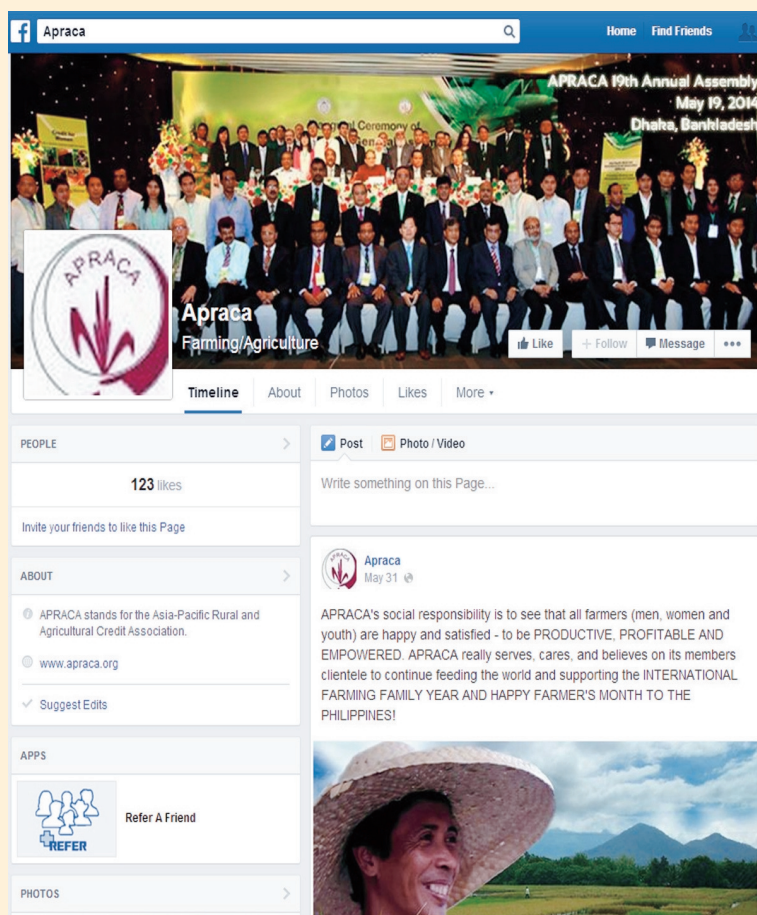 Apraca
Home Find Friends
APRACA 19th Annual Assembly
May 19, 2014
Dhaka, Bankladesh
Ceremony of
APRACA
Apraca
Farming/Agriculture
Like + Follow Message
Timeline About Photos Likes More
PEOPLE
123 likes
Invite your friends to like this Page
ABOUT
APRACA stands for the Asia-Pacific Rural and
Agricultural Credit Association.
www.apraca.org
Suggest Edits
APPS
REFER
Refer A Friend
PHOTOS
Post Photo / Video
Write something on this Page...
Apraca
May 31
APRACA's social responsibility is to see that all farmers (men, women and
youth) are happy and satisfied - to be PRODUCTIVE, PROFITABLE AND
EMPOWERED. APRACA really serves, cares, and believes on its members
clientele to continue feeding the world and supporting the INTERNATIONAL
FARMING FAMILY YEAR AND HAPPY FARMER'S MONTH TO THE
PHILIPPINES!